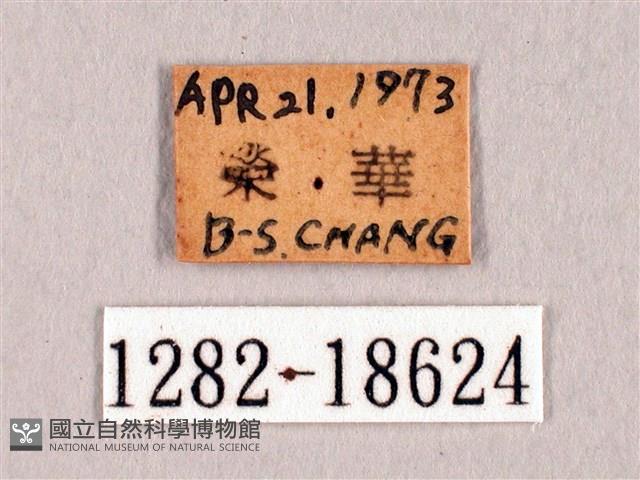 APR 21, 1973
榮 · 華
B-S. CHANG
1282-18624
國立自然科學博物館
NATIONAL MUSEUM OF NATURAL SCIENCE